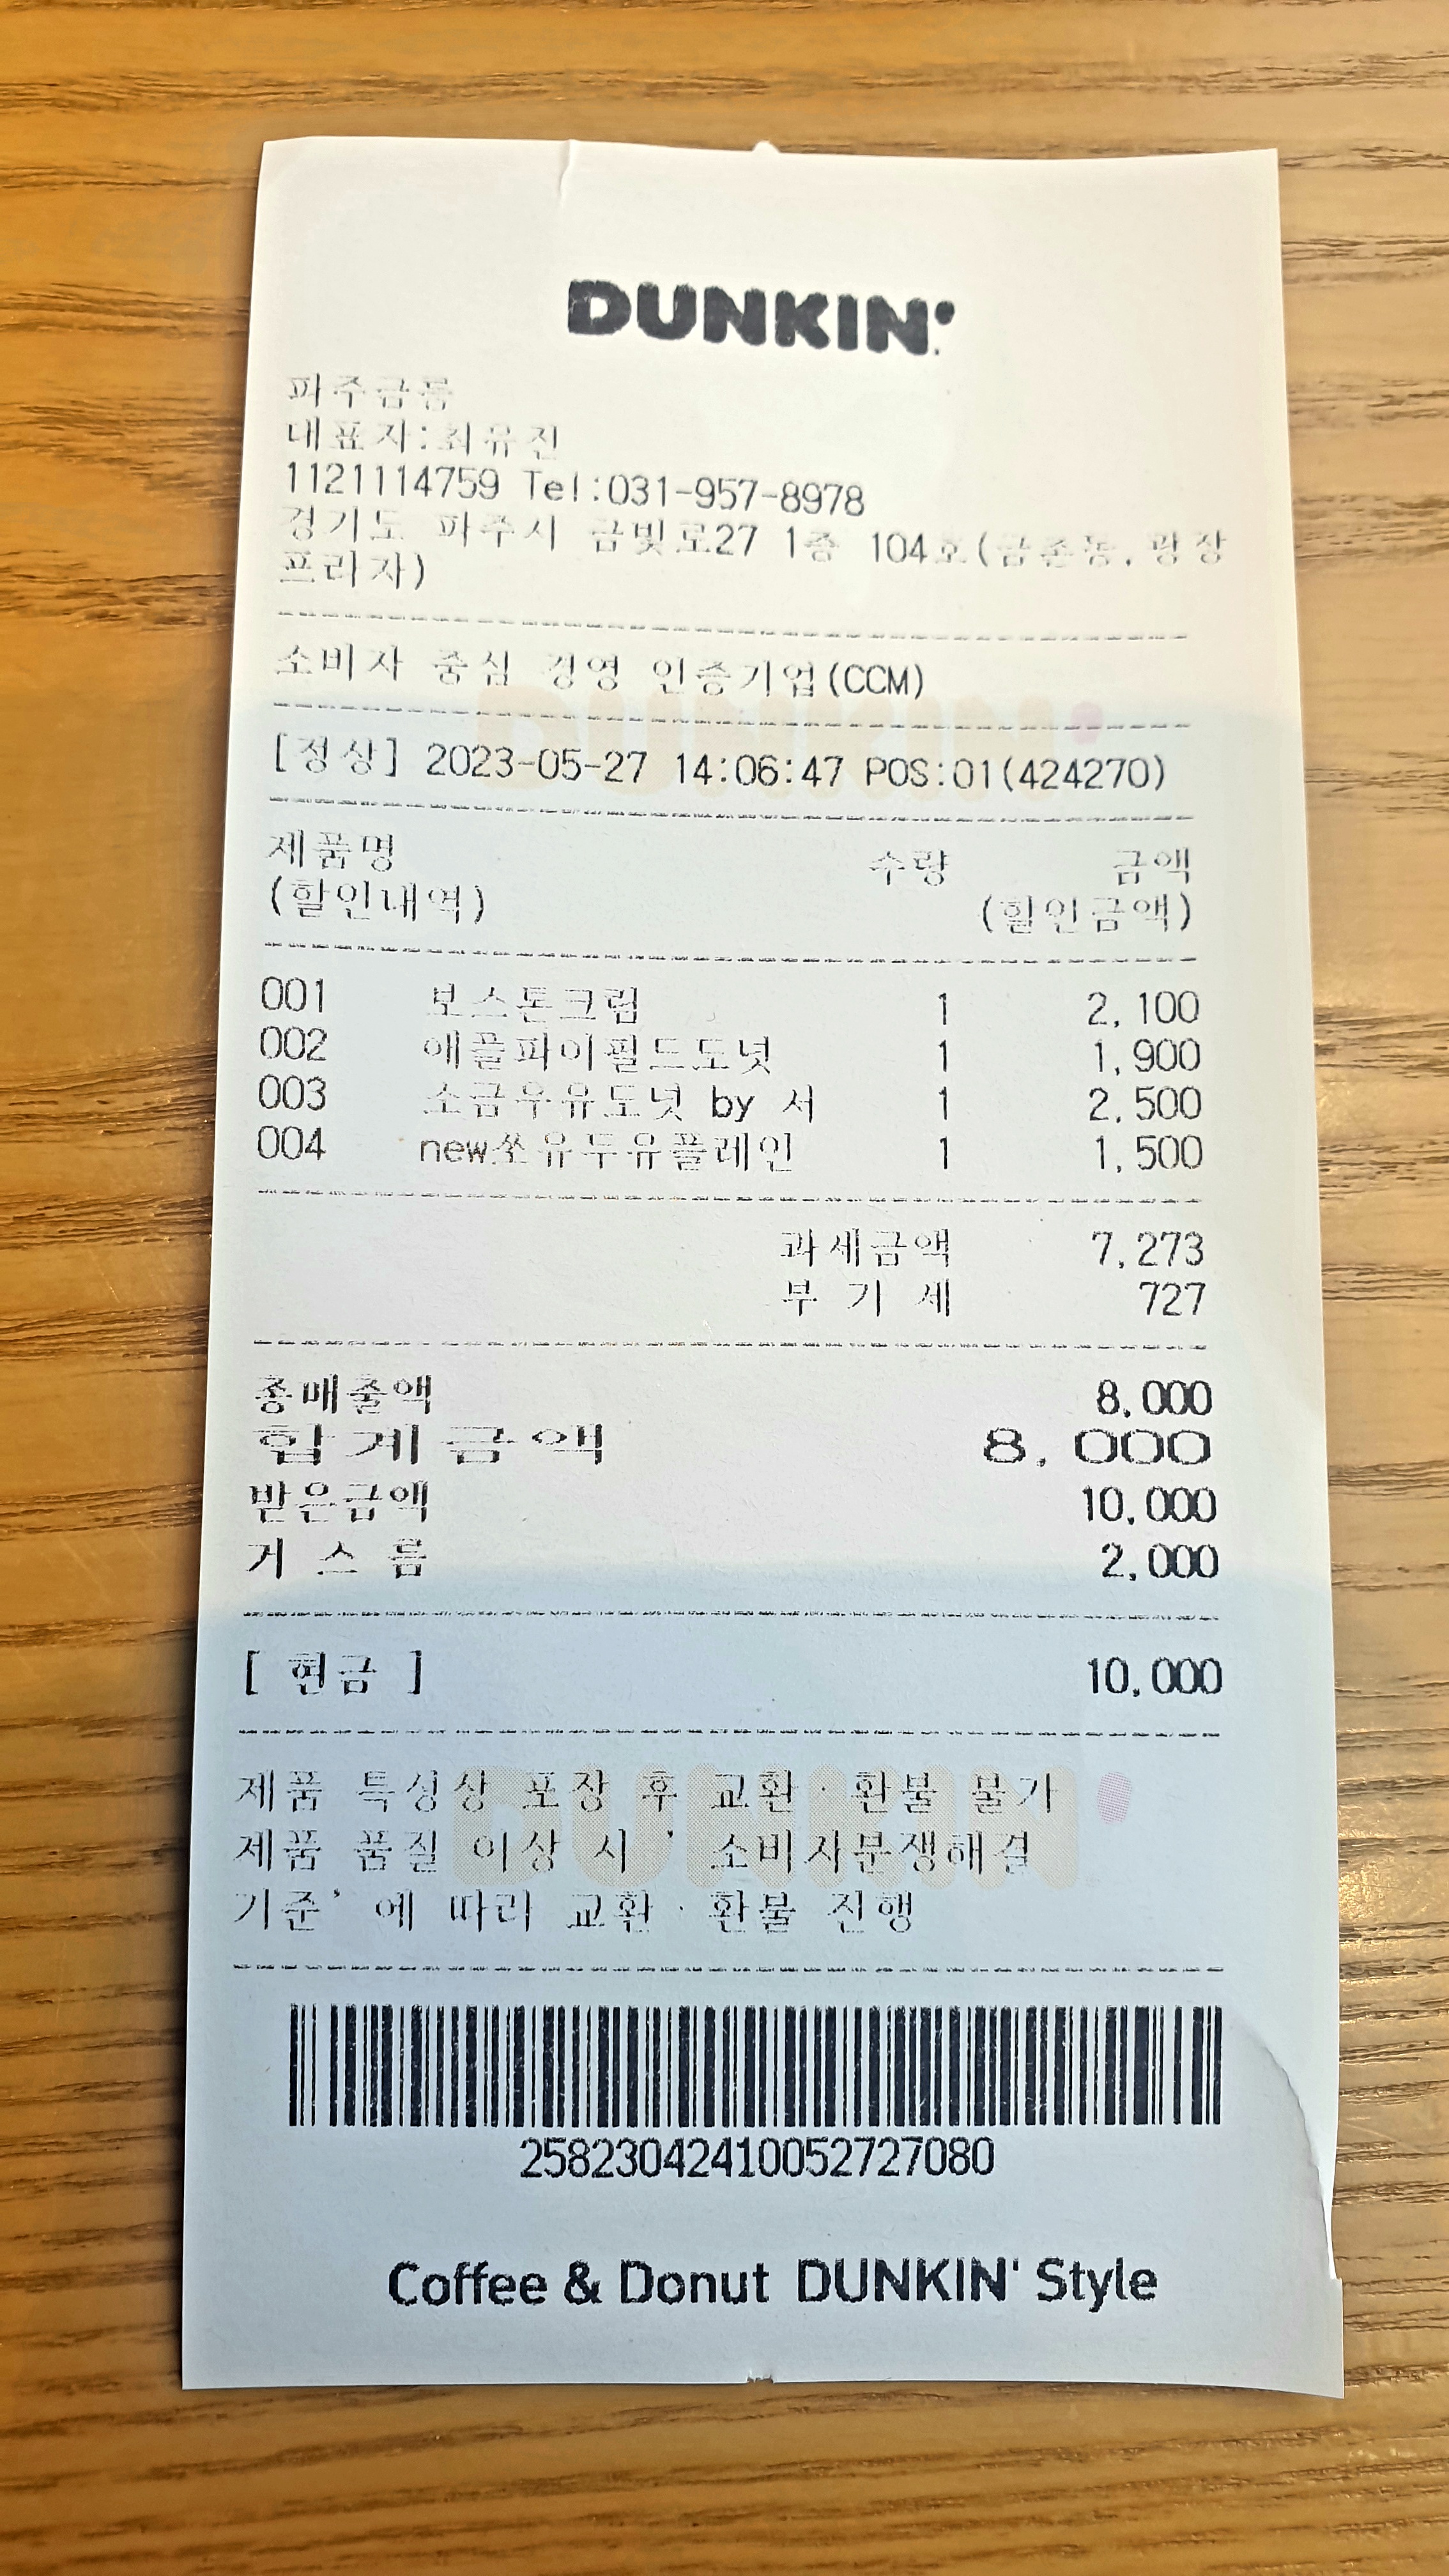 DUNKIN'
파주금릉
대표자:최유진
1121114759 Tel:031-957-8978
경기도 파주시 금빛로27 1층 104호(금촌동,광장
프라자)
소비자 중심 경영 인증기업(CCM)
[정상] 2023-05-27 14:06:47 POS:01(424270)
제품명 수량 금액
(할인내역) (할인금액)
001 보스톤크림 1 2,100
002 애플파이필드도넛 1 1,900
003 소금우유도넛 by 서 1 2,500
004 new쏘유두유플레인 1 1,500
과세금액 7,273
부 가 세 727
총매출액 8,000
합계금액 8,000
받은금액 10,000
거 스 름 2,000
[ 현금 ] 10,000
제품 특성상 포장 후 교환·환불 불가
제품 품질 이상 시 '소비자분쟁해결
기준'에 따라 교환·환불 진행
25823042410052727080
Coffee & Donut DUNKIN' Style